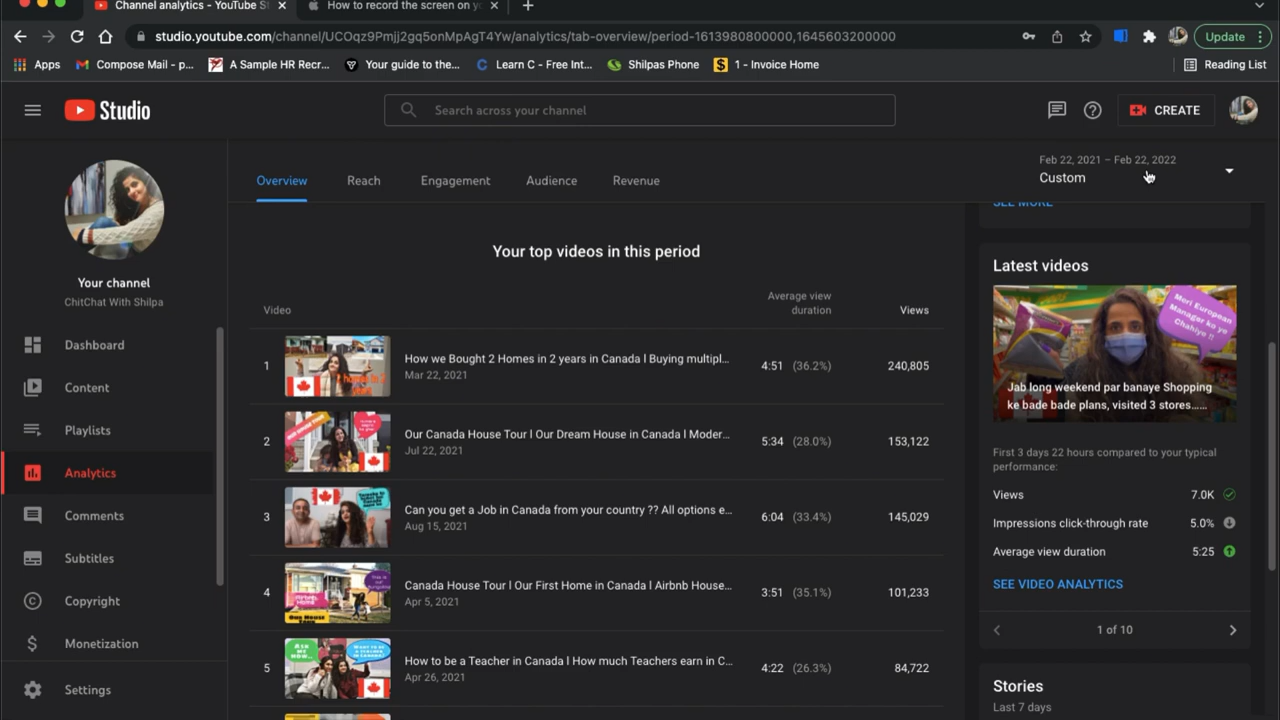 Channel analytics - YouTube S
How to record the screen on yo
studio.youtube.com/channel/UCOqz9Pmjj2gq5onMpAgT4Yw/analytics/tab-overview/period-1613980800000,1645603200000
Update
Apps
Compose Mail - p...
A Sample HR Recr...
Your guide to the...
Learn C - Free Int...
Shilpas Phone
1 - Invoice Home
Reading List
Studio
Search across your channel
CREATE
Your channel
ChitChat With Shilpa
Dashboard
Content
Playlists
Analytics
Comments
Subtitles
Copyright
Monetization
Settings
Overview
Reach
Engagement
Audience
Revenue
Feb 22, 2021 – Feb 22, 2022
Custom
Your top videos in this period
Video
Average view
duration
Views
1
How we Bought 2 Homes in 2 years in Canada l Buying multipl...
Mar 22, 2021
4:51 (36.2%)
240,805
2
Our Canada House Tour l Our Dream House in Canada l Moder...
Jul 22, 2021
5:34 (28.0%)
153,122
3
Can you get a Job in Canada from your country ?? All options e...
Aug 15, 2021
6:04 (33.4%)
145,029
4
Canada House Tour l Our First Home in Canada l Airbnb House...
Apr 5, 2021
3:51 (35.1%)
101,233
5
How to be a Teacher in Canada l How much Teachers earn in C...
Apr 26, 2021
4:22 (26.3%)
84,722
SEE MORE
Latest videos
Meri European
Manager ko ye
Chahiye !!
Jab long weekend par banaye Shopping
ke bade bade plans, visited 3 stores......
First 3 days 22 hours compared to your typical
performance:
Views
7.0K
Impressions click-through rate
5.0%
Average view duration
5:25
SEE VIDEO ANALYTICS
1 of 10
Stories
Last 7 days